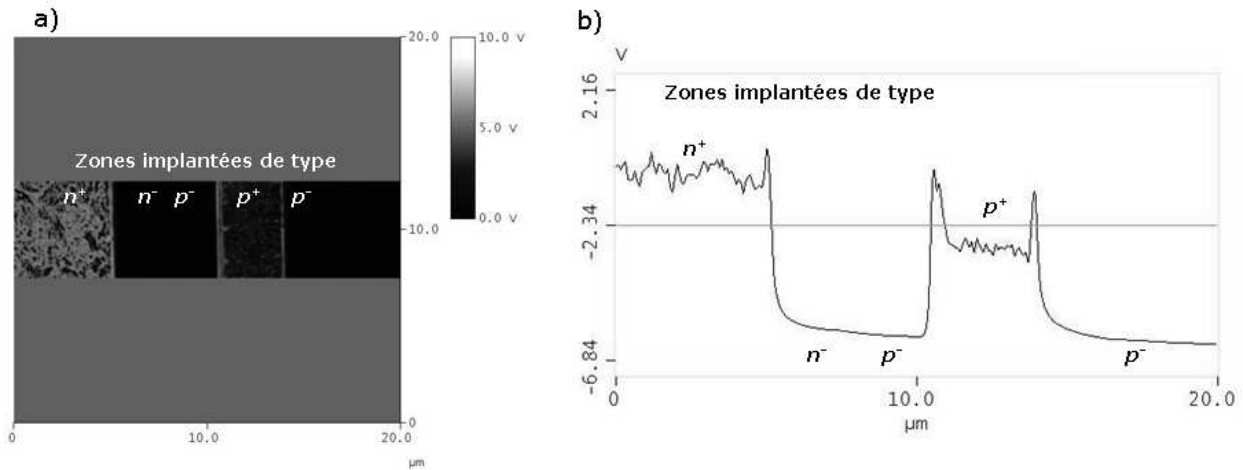 a)
20.0
10.0 V
5.0 V
0.0 V
Zones implantées de type
n⁺ n⁻ p⁻ p⁺ p⁻
10.0
0
0 10.0 20.0
µm
b)
V
2.16
-2.34
-6.84
Zones implantées de type
n⁺
p⁺
n⁻ p⁻ p⁻
0 10.0 20.0
µm